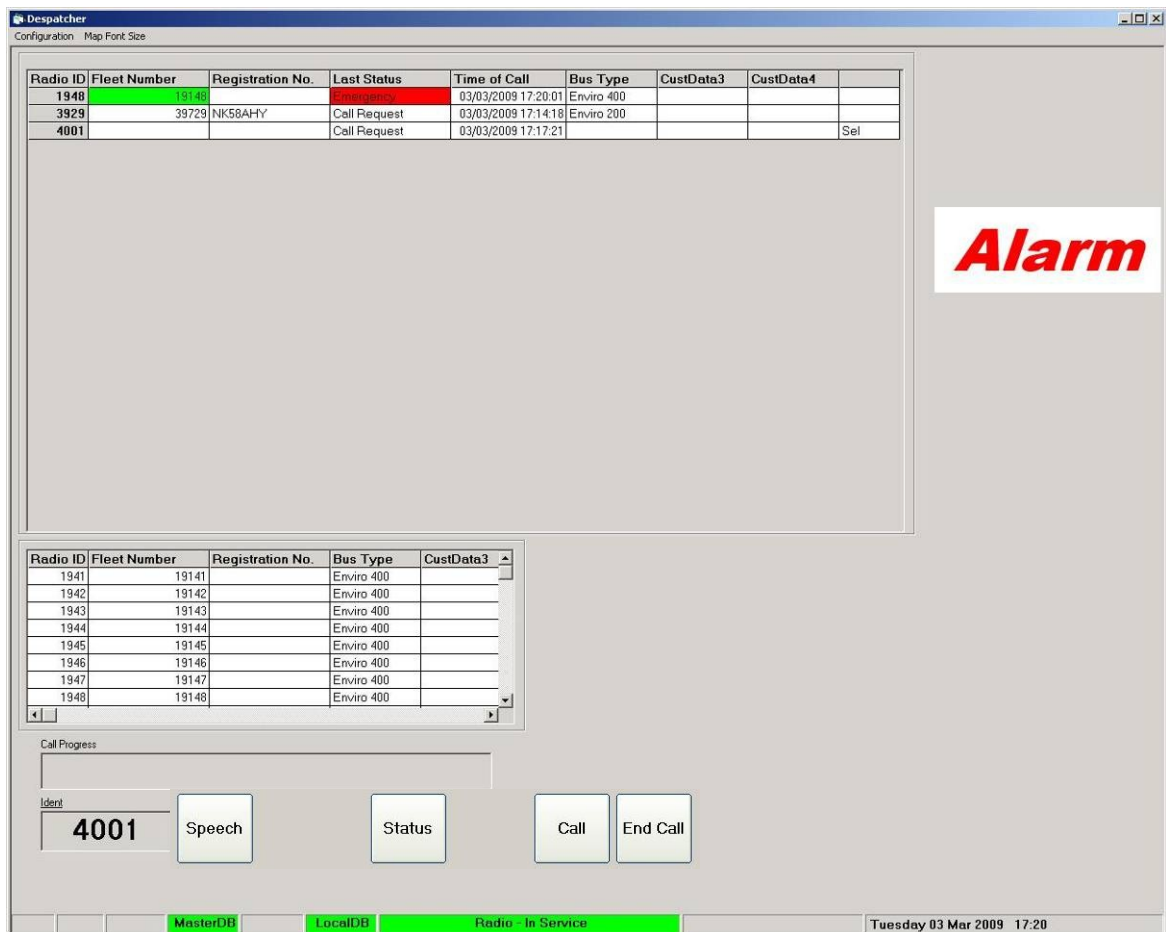 Despatcher
Configuration Map Font Size
Radio ID Fleet Number Registration No. Last Status Time of Call Bus Type CustData3 CustData4
1948 19148 Emergency 03/03/2009 17:20:01 Enviro 400
3929 39729 NK58AHY Call Request 03/03/2009 17:14:18 Enviro 200
4001 Call Request 03/03/2009 17:17:21 Sel
Alarm
Radio ID Fleet Number Registration No. Bus Type CustData3
1941 19141 Enviro 400
1942 19142 Enviro 400
1943 19143 Enviro 400
1944 19144 Enviro 400
1945 19145 Enviro 400
1946 19146 Enviro 400
1947 19147 Enviro 400
1948 19148 Enviro 400
Call Progress
Ident
4001 Speech Status Call End Call
MasterDB LocalDB Radio - In Service Tuesday 03 Mar 2009 17:20